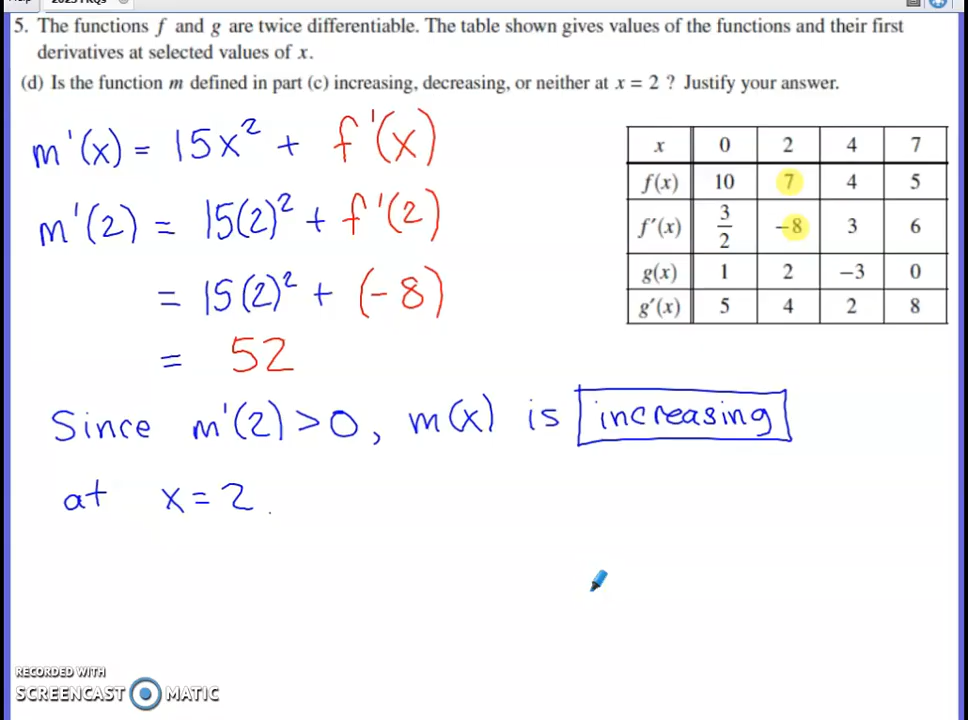 5. The functions f and g are twice differentiable. The table shown gives values of the functions and their first
derivatives at selected values of x.
(d) Is the function m defined in part (c) increasing, decreasing, or neither at x = 2 ? Justify your answer.
m'(x) = 15x² + f'(x)
m'(2) = 15(2)² + f'(2)
= 15(2)² + (-8)
= 52
Since m'(2) > 0, m(x) is increasing
at x = 2.
x 0 2 4 7
f(x) 10 7 4 5
f'(x) 3/2 -8 3 6
g(x) 1 2 -3 0
g'(x) 5 4 2 8
RECORDED WITH
SCREENCAST MATIC